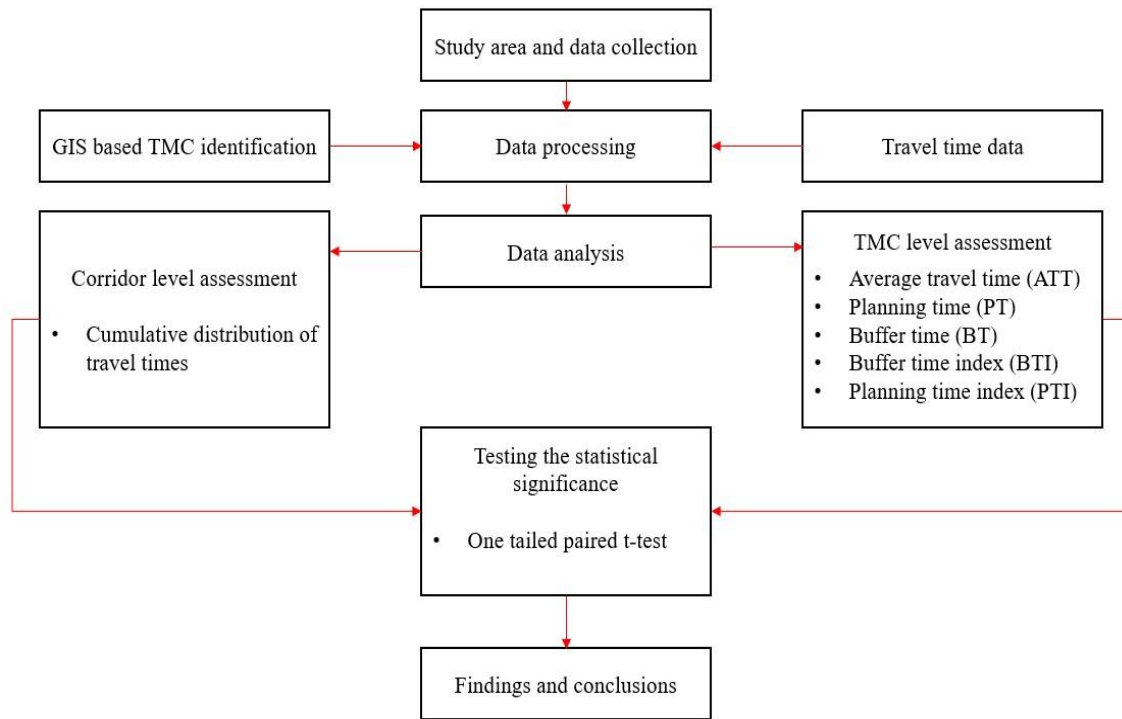 Study area and data collection
GIS based TMC identification
Data processing
Travel time data
Corridor level assessment
• Cumulative distribution of
travel times
Data analysis
TMC level assessment
• Average travel time (ATT)
• Planning time (PT)
• Buffer time (BT)
• Buffer time index (BTI)
• Planning time index (PTI)
Testing the statistical
significance
• One tailed paired t-test
Findings and conclusions